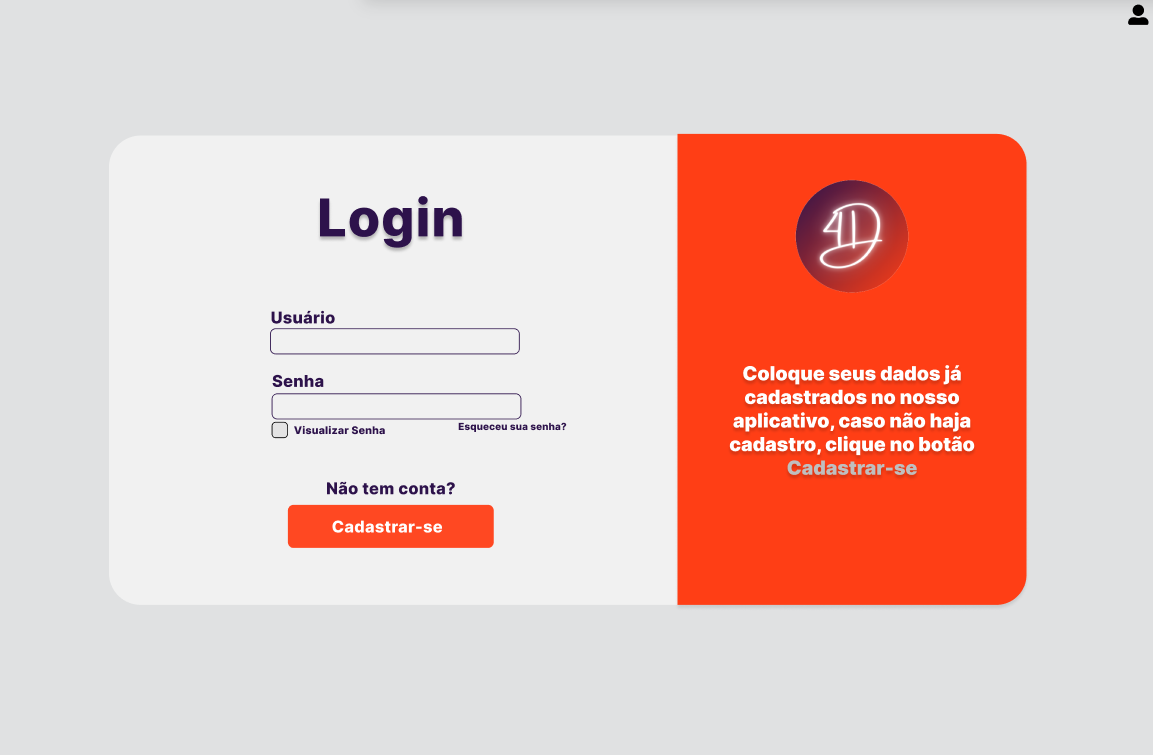 Login
Usuário
Senha
Visualizar Senha
Esqueceu sua senha?
Não tem conta?
Cadastrar-se
Coloque seus dados já
cadastrados no nosso
aplicativo, caso não haja
cadastro, clique no botão
Cadastrar-se